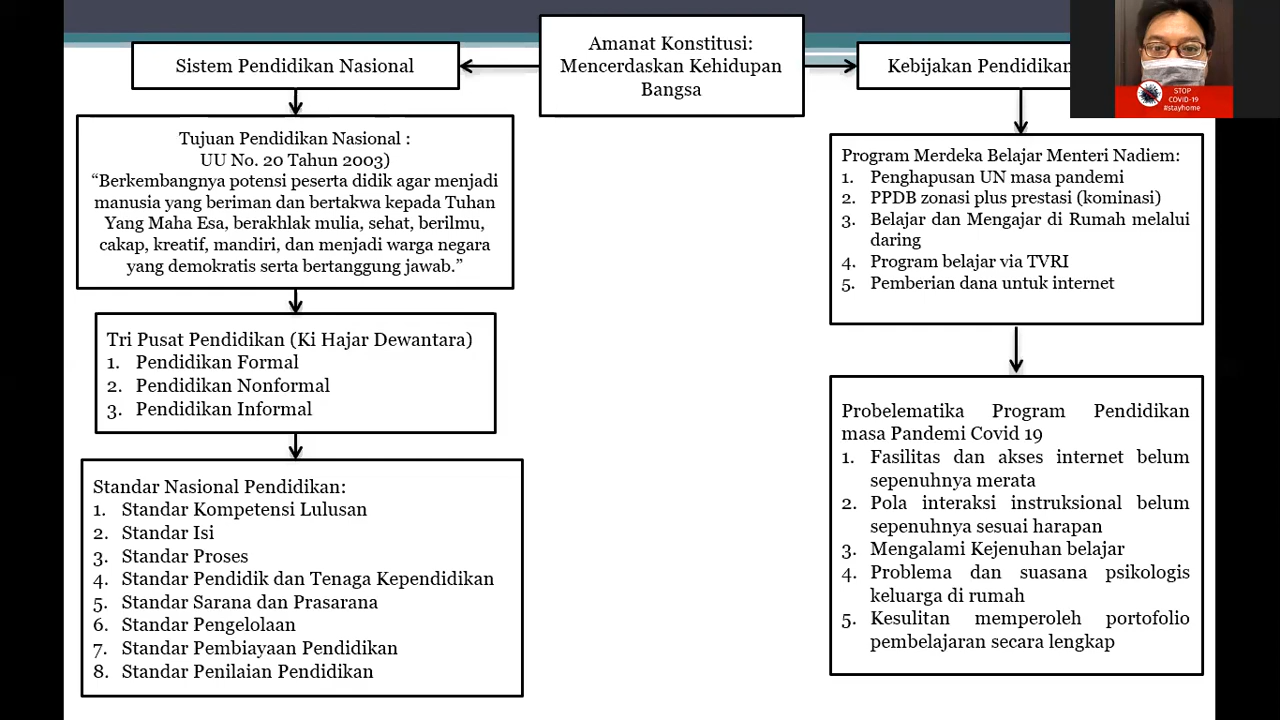 Amanat Konstitusi:
Mencerdaskan Kehidupan
Bangsa
Sistem Pendidikan Nasional
Tujuan Pendidikan Nasional :
UU No. 20 Tahun 2003)
“Berkembangnya potensi peserta didik agar menjadi
manusia yang beriman dan bertakwa kepada Tuhan
Yang Maha Esa, berakhlak mulia, sehat, berilmu,
cakap, kreatif, mandiri, dan menjadi warga negara
yang demokratis serta bertanggung jawab.”
Tri Pusat Pendidikan (Ki Hajar Dewantara)
1. Pendidikan Formal
2. Pendidikan Nonformal
3. Pendidikan Informal
Standar Nasional Pendidikan:
1. Standar Kompetensi Lulusan
2. Standar Isi
3. Standar Proses
4. Standar Pendidik dan Tenaga Kependidikan
5. Standar Sarana dan Prasarana
6. Standar Pengelolaan
7. Standar Pembiayaan Pendidikan
8. Standar Penilaian Pendidikan
Kebijakan Pendidikan
Program Merdeka Belajar Menteri Nadiem:
1. Penghapusan UN masa pandemi
2. PPDB zonasi plus prestasi (kominasi)
3. Belajar dan Mengajar di Rumah melalui
daring
4. Program belajar via TVRI
5. Pemberian dana untuk internet
Probelematika Program Pendidikan
masa Pandemi Covid 19
1. Fasilitas dan akses internet belum
sepenuhnya merata
2. Pola interaksi instruksional belum
sepenuhnya sesuai harapan
3. Mengalami Kejenuhan belajar
4. Problema dan suasana psikologis
keluarga di rumah
5. Kesulitan memperoleh portofolio
pembelajaran secara lengkap
STOP
COVID-19
#stayhome